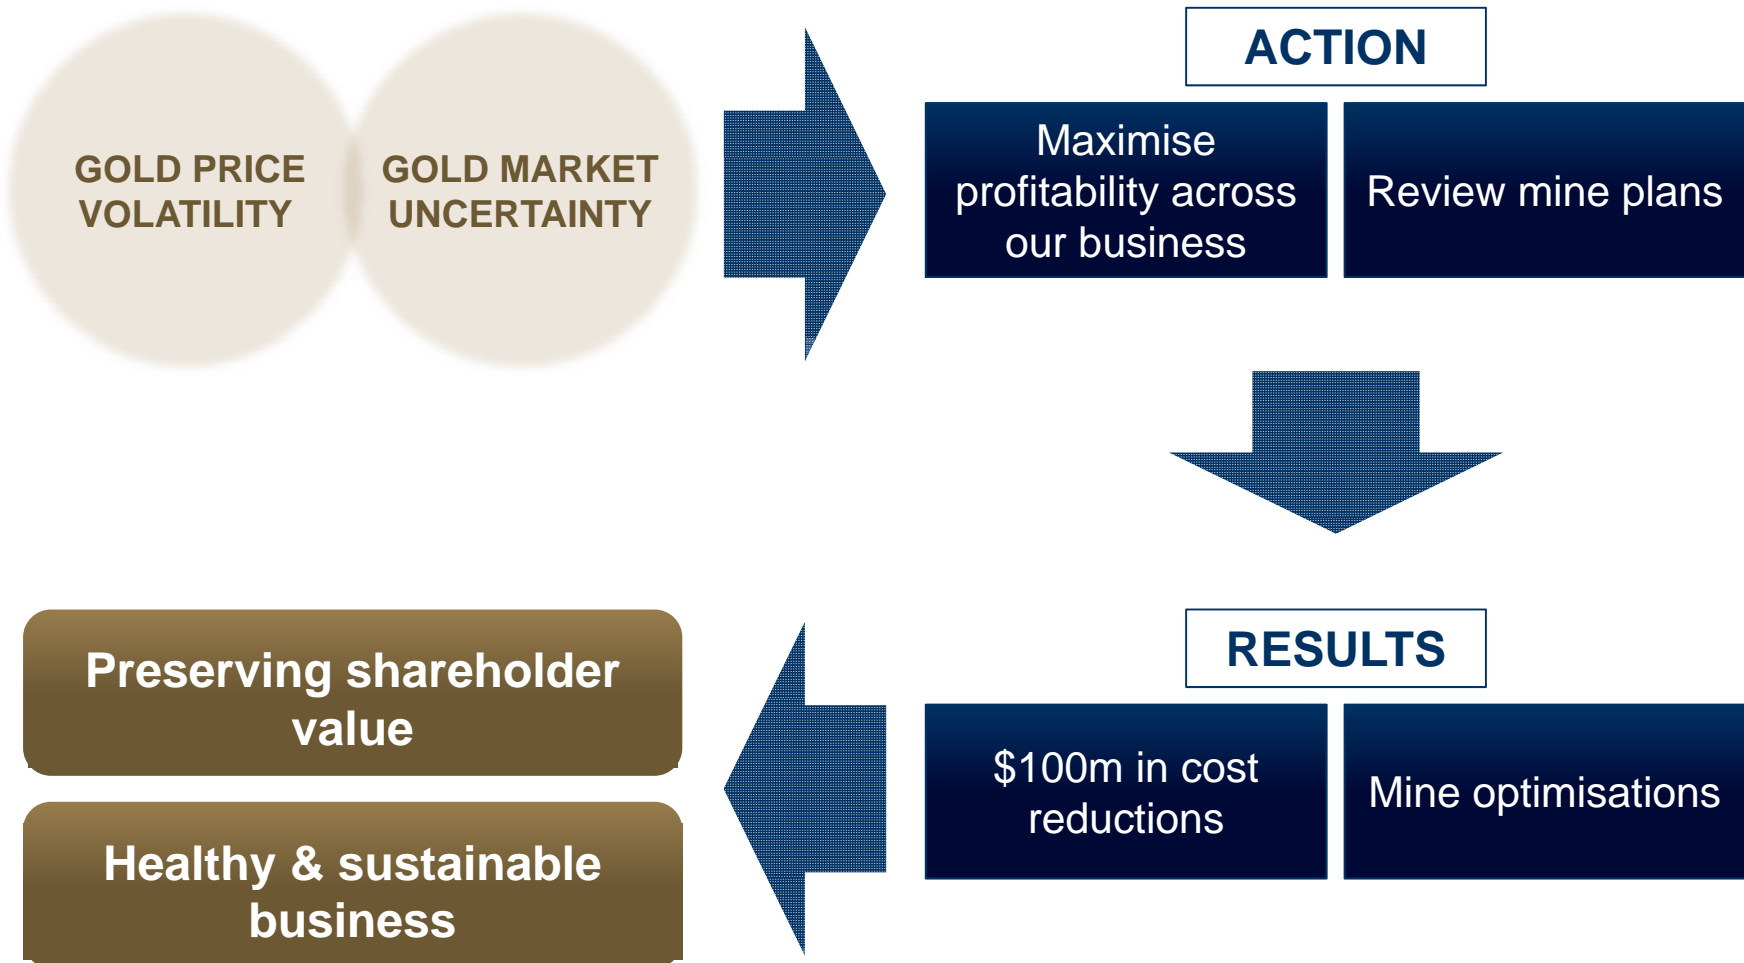 GOLD PRICE
VOLATILITY
GOLD MARKET
UNCERTAINTY
ACTION
Maximise
profitability across
our business
Review mine plans
RESULTS
$100m in cost
reductions
Mine optimisations
Preserving shareholder
value
Healthy & sustainable
business